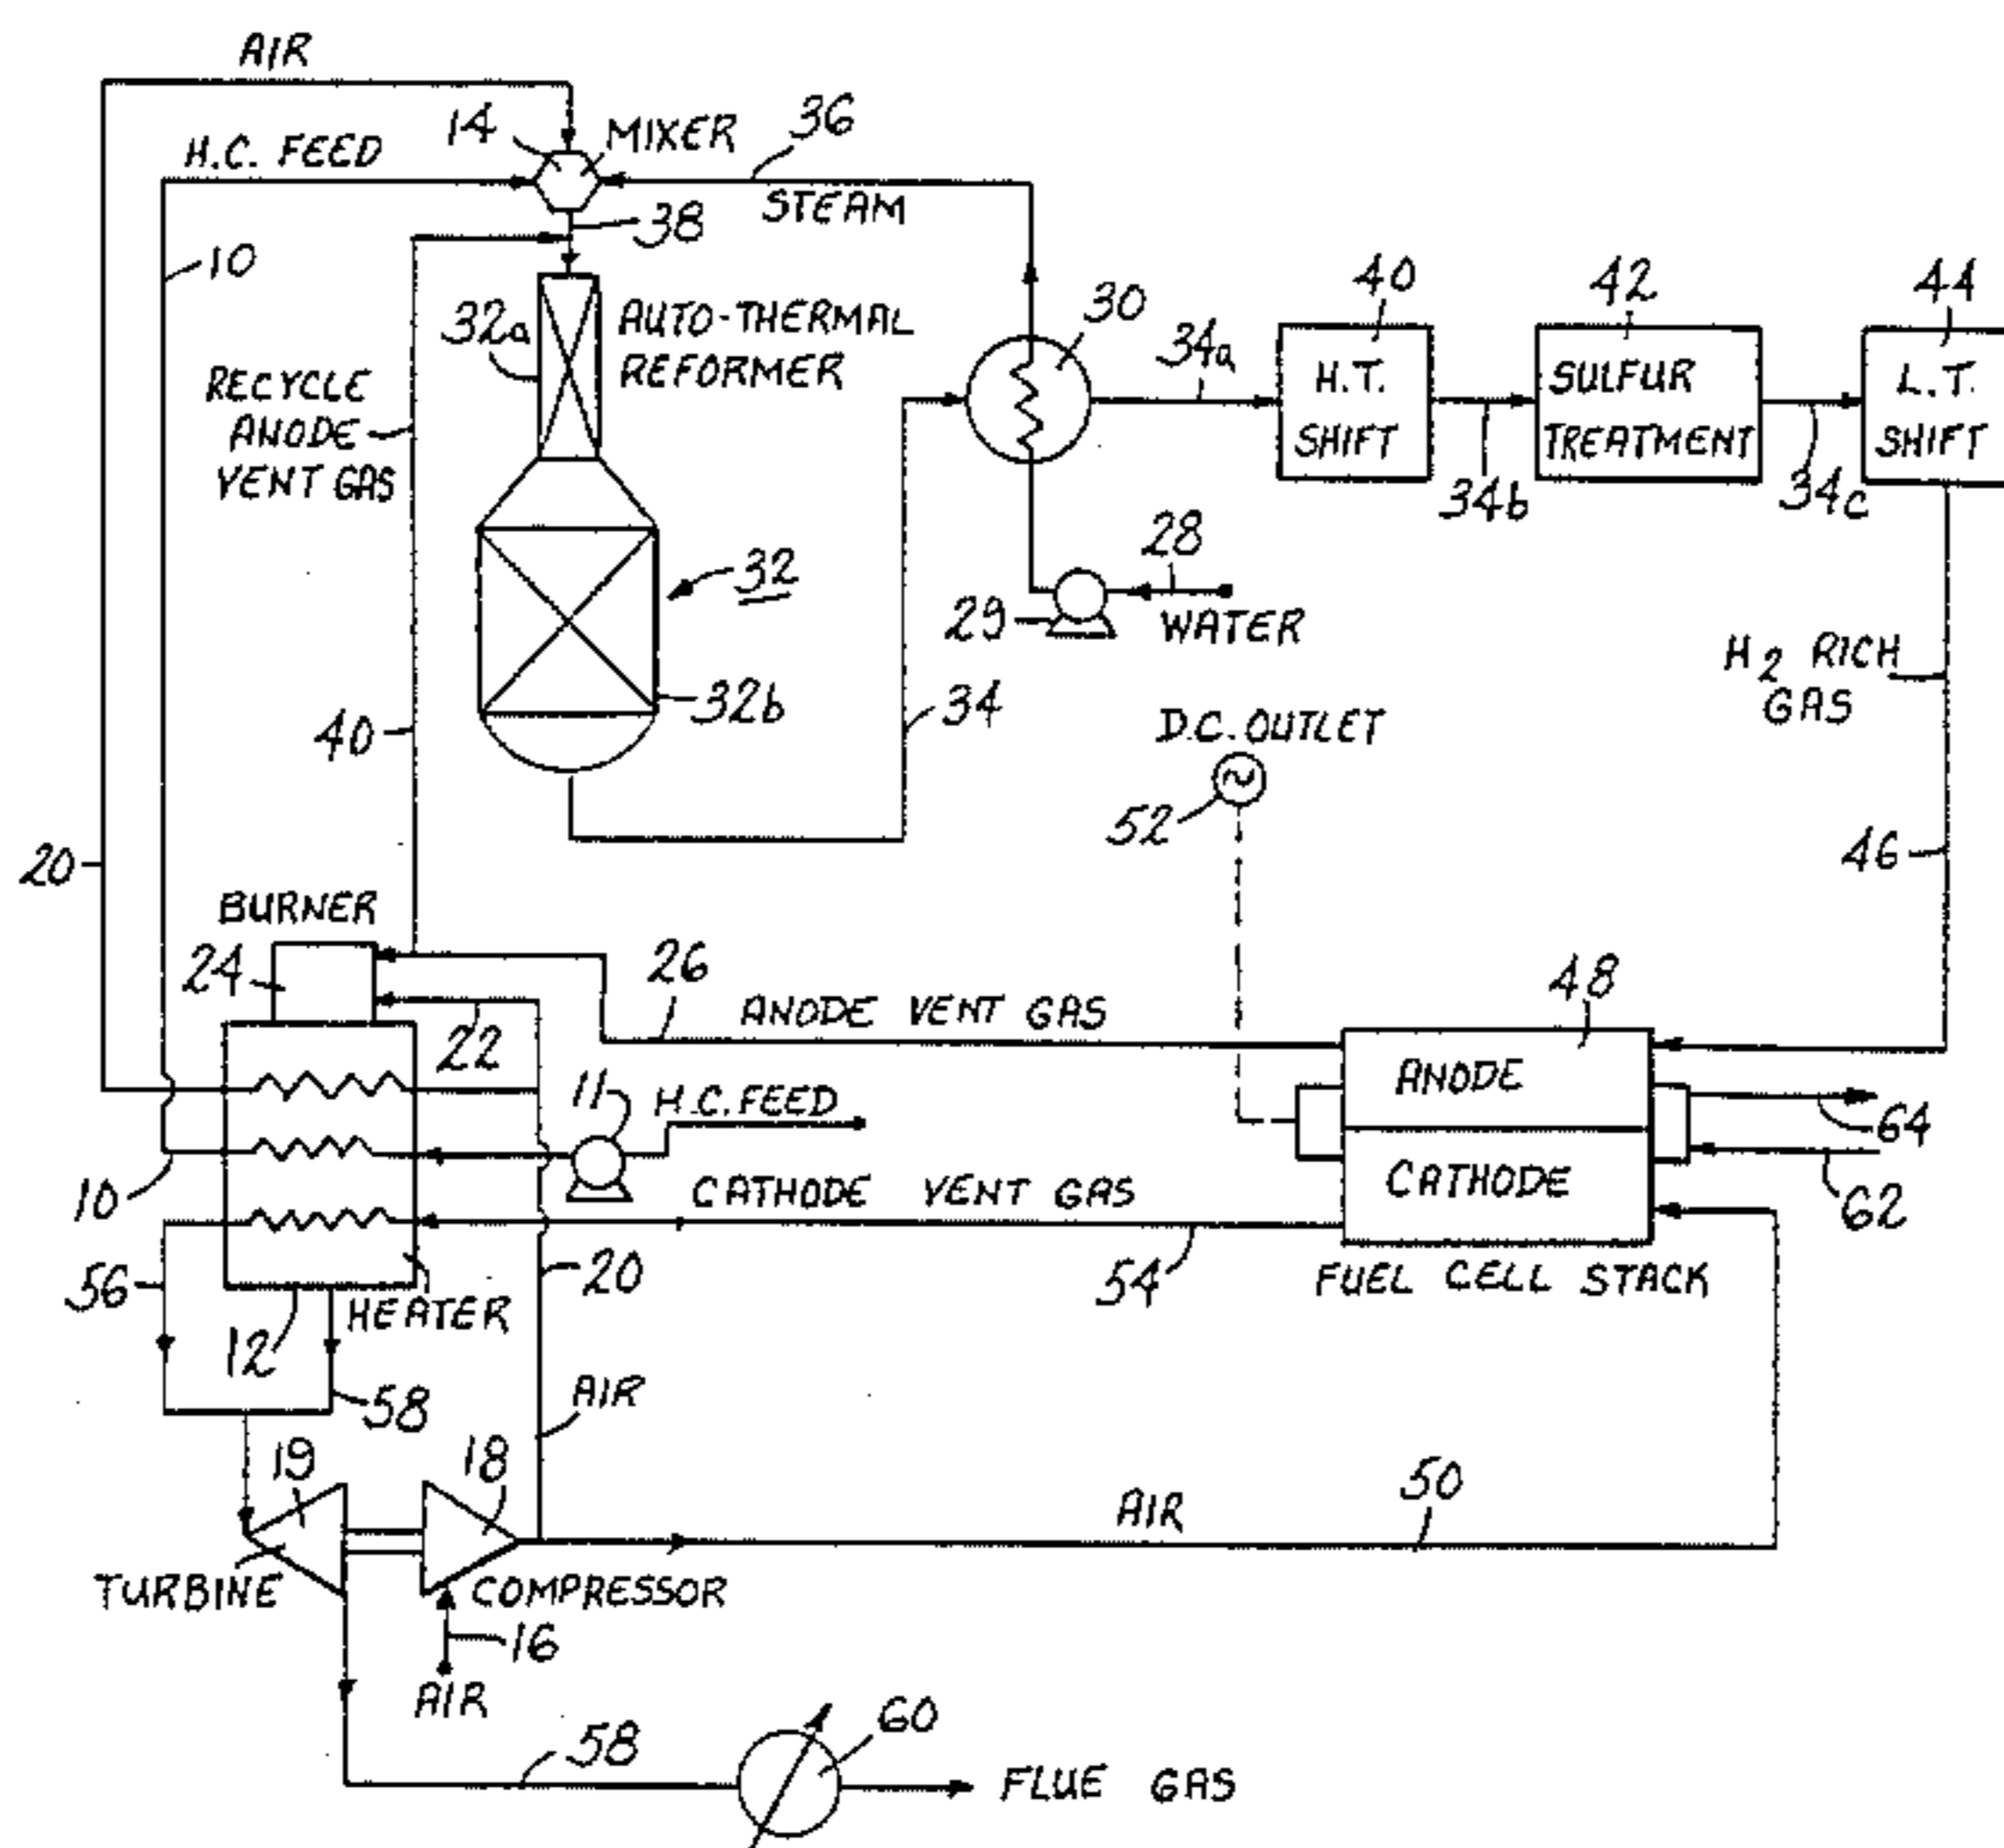 AIR
14
MIXER
36
H.C. FEED
STEAM
38
10
40
42
44
30
32a
AUTO-THERMAL
REFORMER
34a
H.T.
SHIFT
SULFUR
TREATMENT
L.T.
SHIFT
RECYCLE
ANODE
VENT GAS
34b
34c
28
32
29
WATER
H2 RICH
GAS
32b
34
40
D.C. OUTLET
52
46
20
BURNER
24
26
48
22
ANODE VENT GAS
ANODE
11
H.C. FEED
64
10
CATHODE VENT GAS
CATHODE
62
20
54
FUEL CELL STACK
56
HEATER
12
58
AIR
19
18
AIR
50
TURBINE
COMPRESSOR
16
AIR
60
58
FLUE GAS